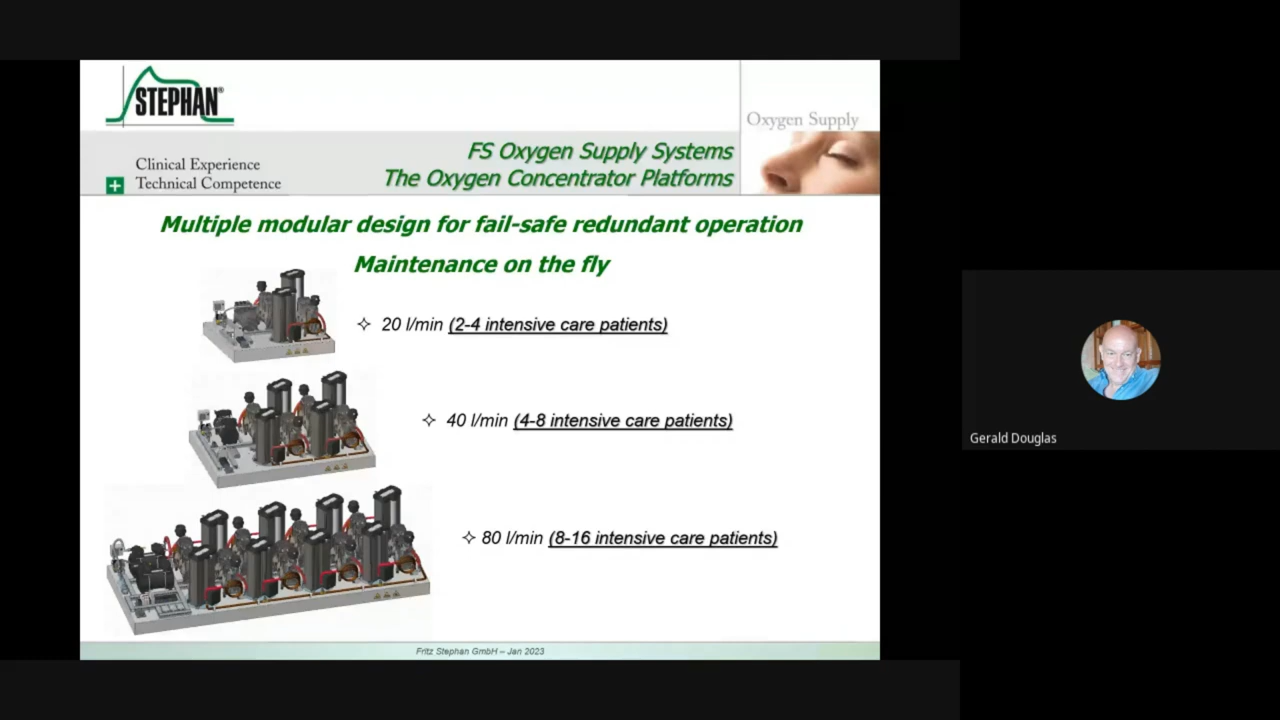 STEPHAN®
Oxygen Supply
Clinical Experience
Technical Competence
FS Oxygen Supply Systems
The Oxygen Concentrator Platforms
Multiple modular design for fail-safe redundant operation
Maintenance on the fly
20 l/min (2-4 intensive care patients)
40 l/min (4-8 intensive care patients)
80 l/min (8-16 intensive care patients)
Fritz Stephan GmbH – Jan 2023
Gerald Douglas